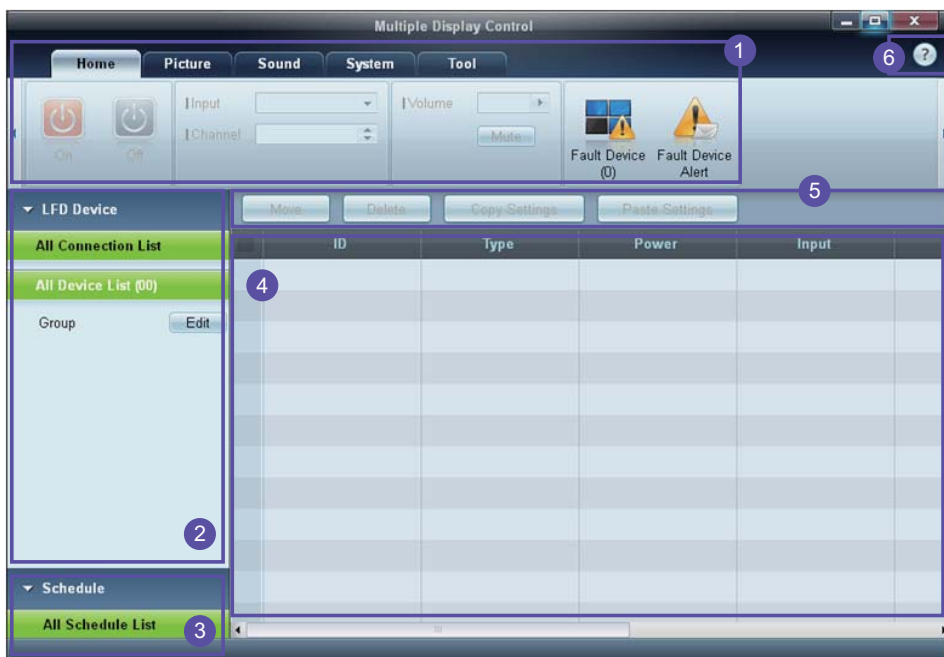 Multiple Display Control
1
6
?
Home Picture Sound System Tool
Input
Channel
Volume
Mute
On Off
Fault Device (0)
Fault Device Alert
5
LFD Device
Move Delete Copy Settings Paste Settings
All Connection List
ID Type Power Input
All Device List (00)
4
Group Edit
2
Schedule
All Schedule List
3